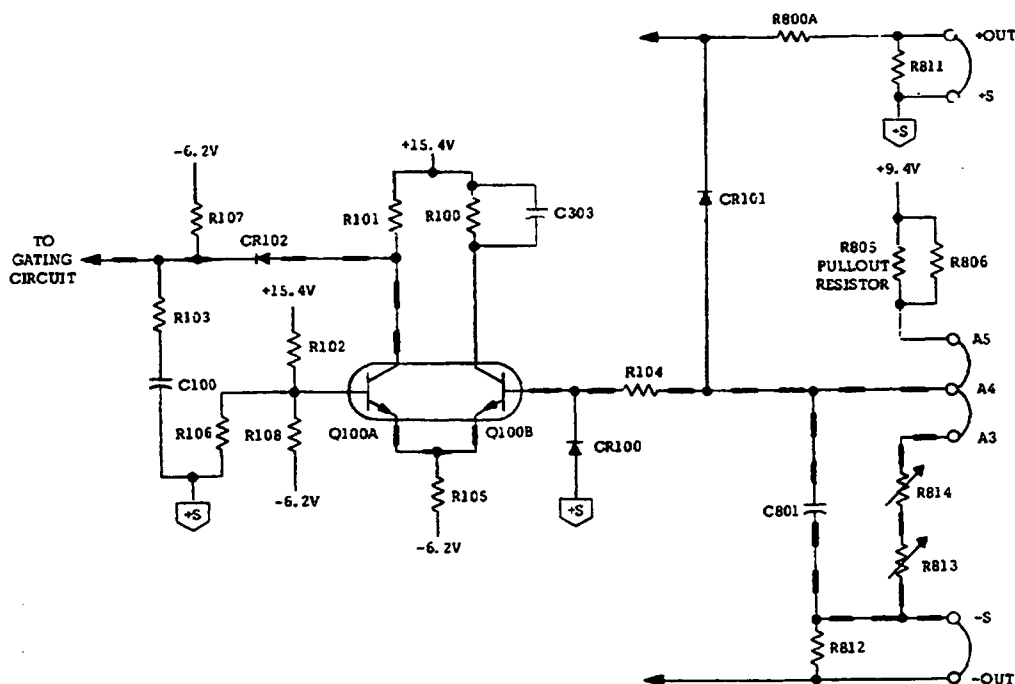 R800A
+OUT
R811
+S
+S
+9.4V
-6.2V
+15.4V
R107
R101
R100
C303
CR101
TO
GATING
CIRCUIT
CR102
R805
PULLOUT
RESISTOR
R806
+15.4V
R103
R102
A5
C100
R104
A4
R106
R108
Q100A
Q100B
CR100
A3
+S
-6.2V
R105
+S
C801
R814
-6.2V
R813
-S
R812
-OUT